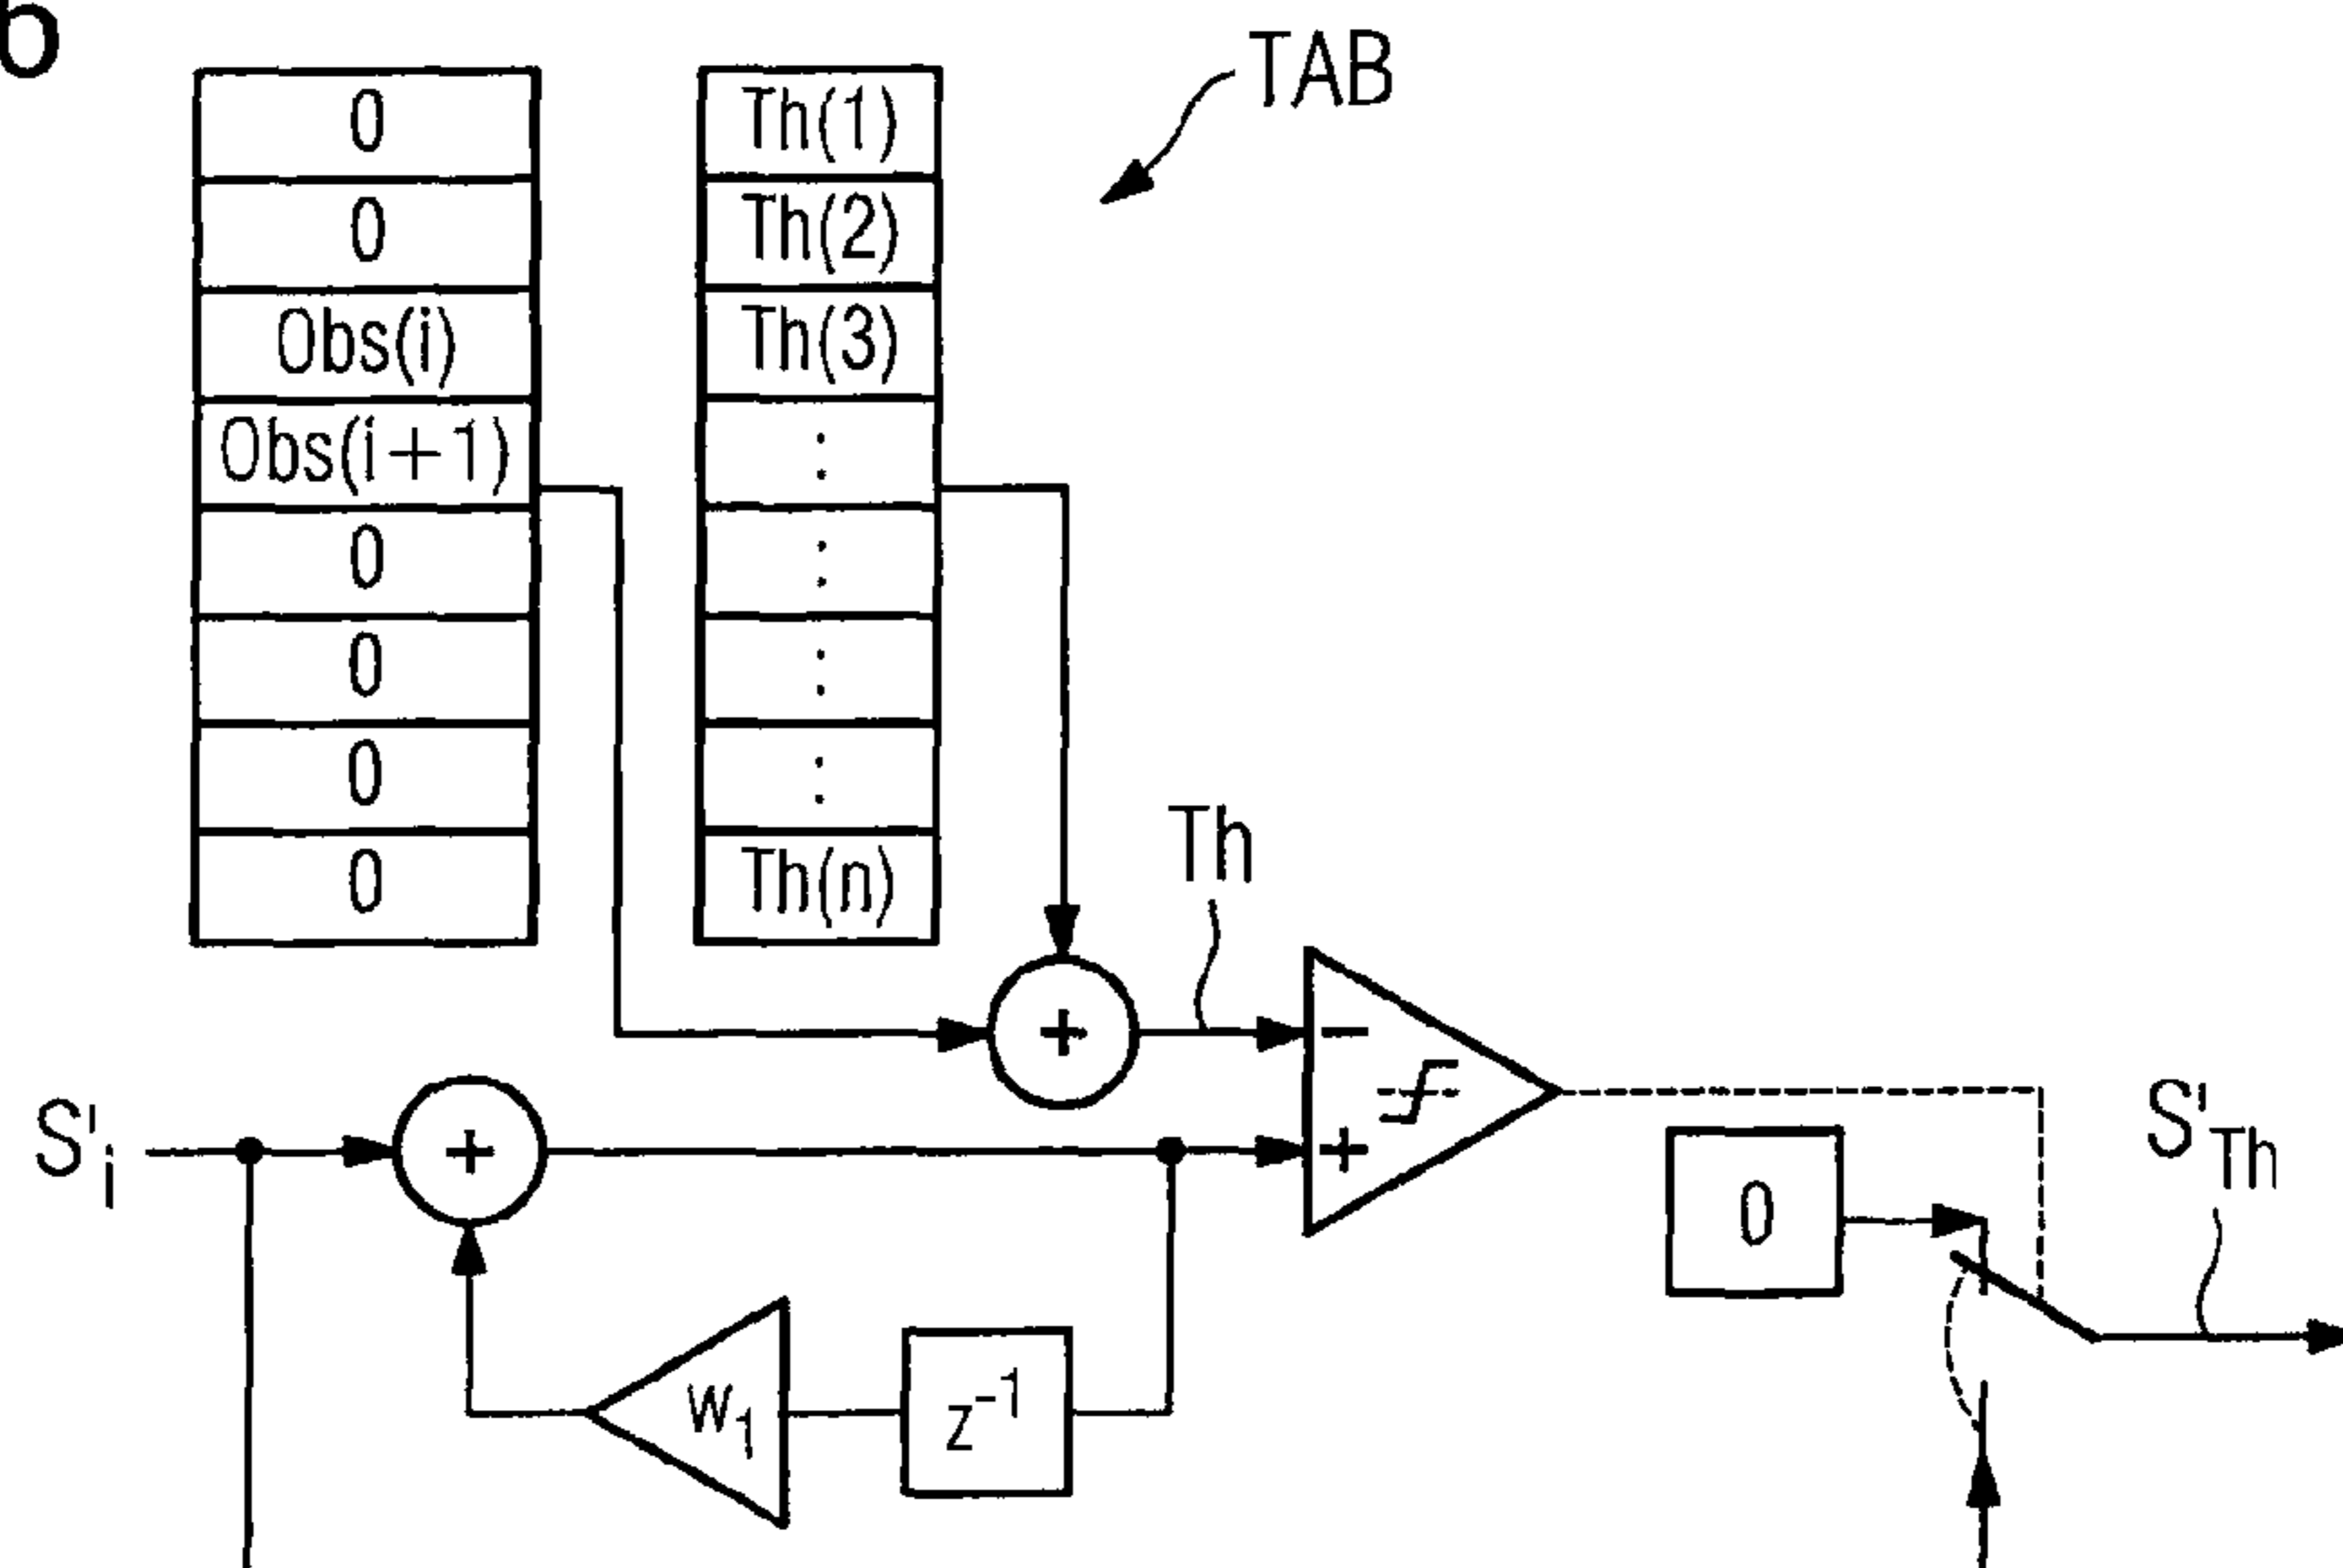 b
TAB
0
0
Obs(i)
Obs(i+1)
0
0
0
0
Th(1)
Th(2)
Th(3)
:
:
:
:
Th(n)
Th
+
−
+
S'i
+
0
S'Th
w1
z-1